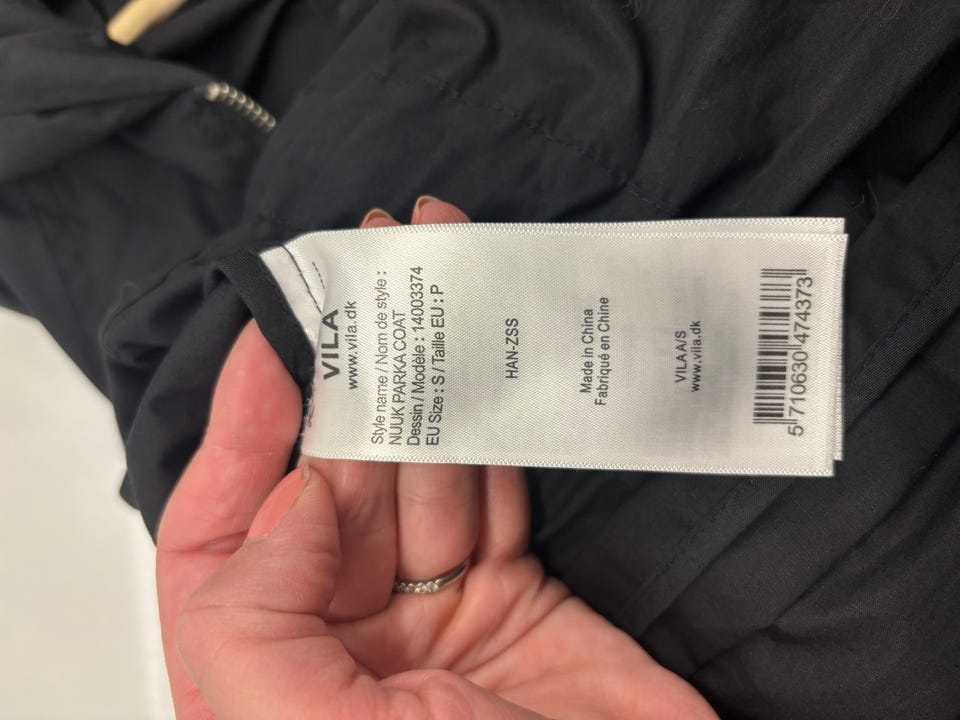 VILA
www.vila.dk
Style name / Nom de style :
NUUK PARKA COAT
Dessin / Modèle : 14003374
EU Size : S / Taille EU : P
HAN-ZSS
Made in China
Fabriqué en Chine
VILA A/S
www.vila.dk
5 710630 474373